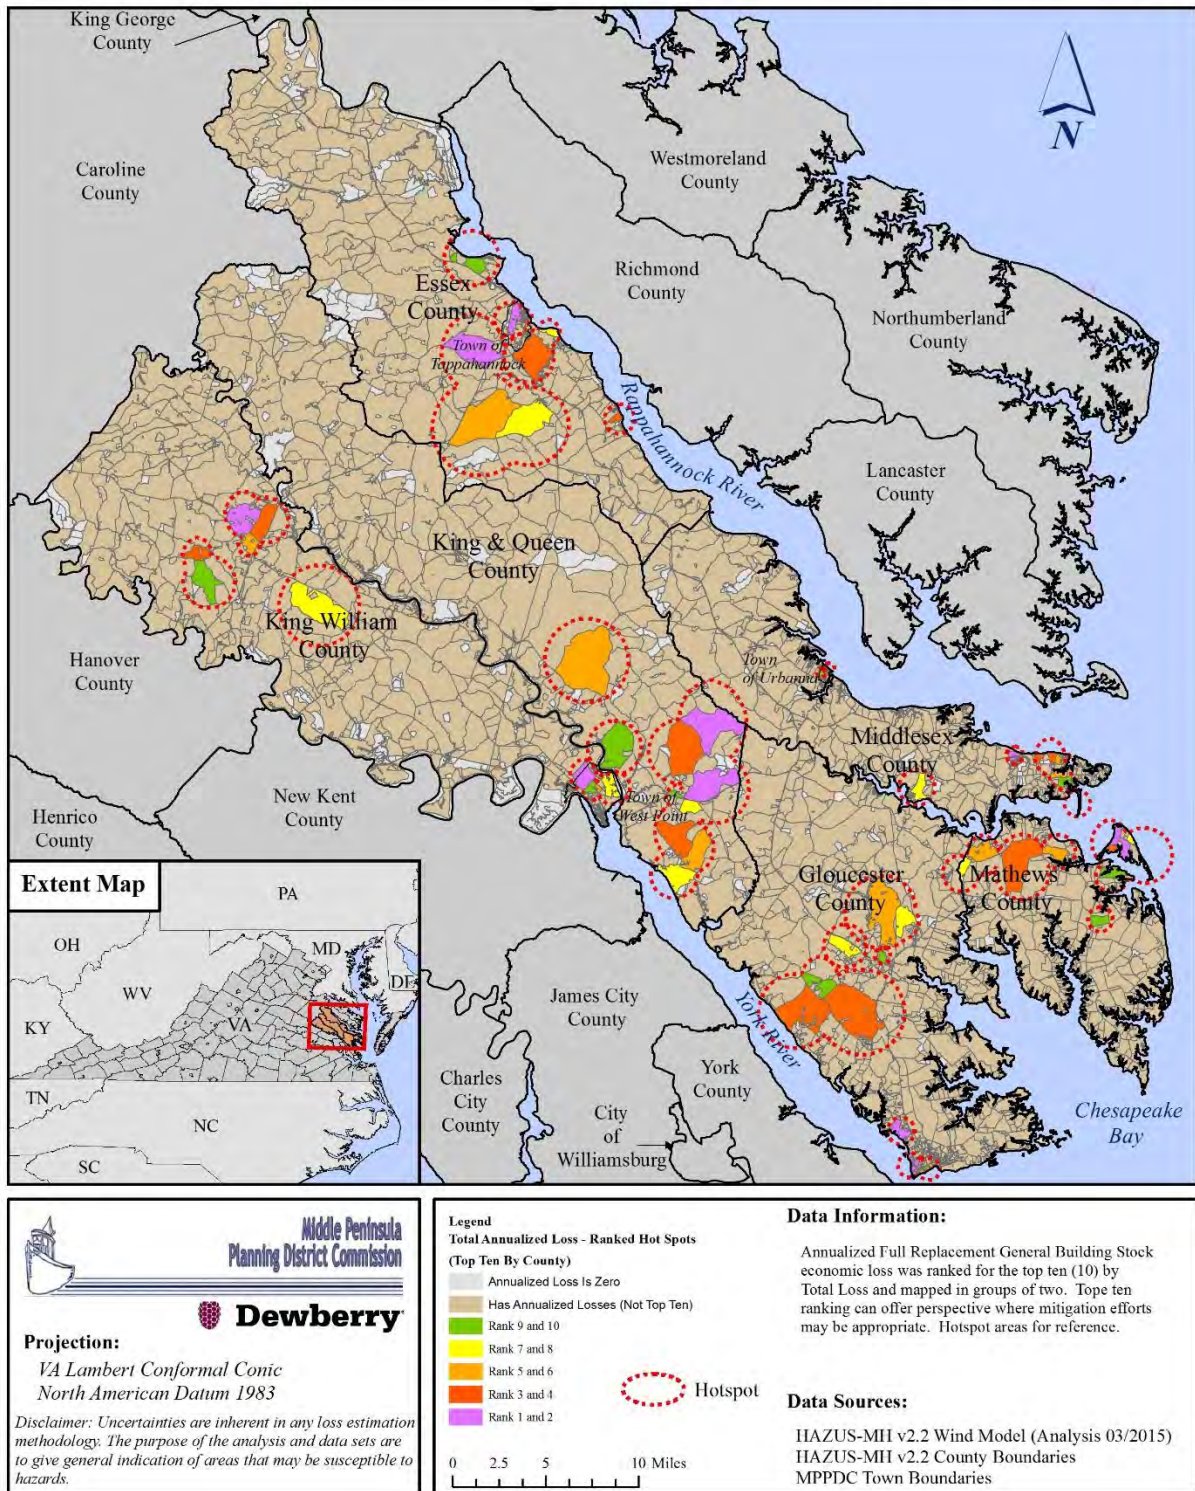 King George
County
Caroline
County
Westmoreland
County
Richmond
County
Northumberland
County
Lancaster
County
Essex
County
Town of
Tappahannock
Rappahannock River
King & Queen
County
King William
County
Hanover
County
Henrico
County
New Kent
County
Town
of Urbanna
Middlesex
County
Town of
West Point
Gloucester
County
Mathews
County
James City
County
York River
York
County
Charles
City
County
City
of
Williamsburg
Chesapeake
Bay
N
Extent Map
PA
OH
MD
DE
WV
KY
VA
TN
NC
SC
Middle Peninsula
Planning District Commission
Dewberry
Projection:
VA Lambert Conformal Conic
North American Datum 1983
Disclaimer: Uncertainties are inherent in any loss estimation
methodology. The purpose of the analysis and data sets are
to give general indication of areas that may be susceptible to
hazards.
Legend
Total Annualized Loss - Ranked Hot Spots
(Top Ten By County)
Annualized Loss Is Zero
Has Annualized Losses (Not Top Ten)
Rank 9 and 10
Rank 7 and 8
Rank 5 and 6
Rank 3 and 4
Rank 1 and 2
Hotspot
0 2.5 5 10 Miles
Data Information:
Annualized Full Replacement General Building Stock
economic loss was ranked for the top ten (10) by
Total Loss and mapped in groups of two. Tope ten
ranking can offer perspective where mitigation efforts
may be appropriate. Hotspot areas for reference.
Data Sources:
HAZUS-MH v2.2 Wind Model (Analysis 03/2015)
HAZUS-MH v2.2 County Boundaries
MPPDC Town Boundaries